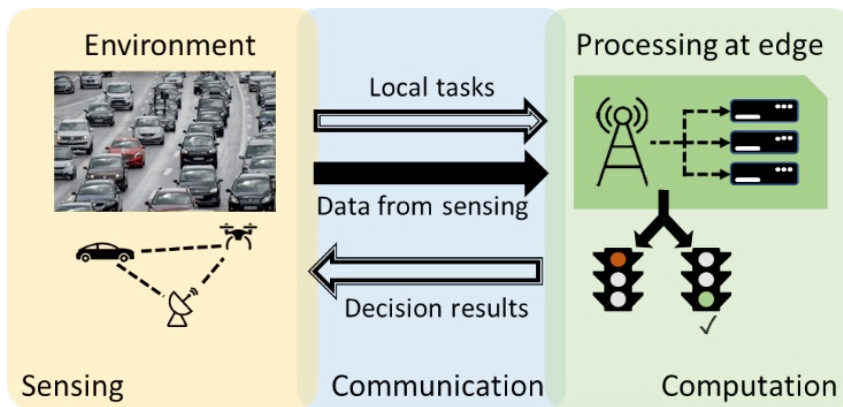 Environment
Processing at edge
Local tasks
Data from sensing
Decision results
Sensing
Communication
Computation